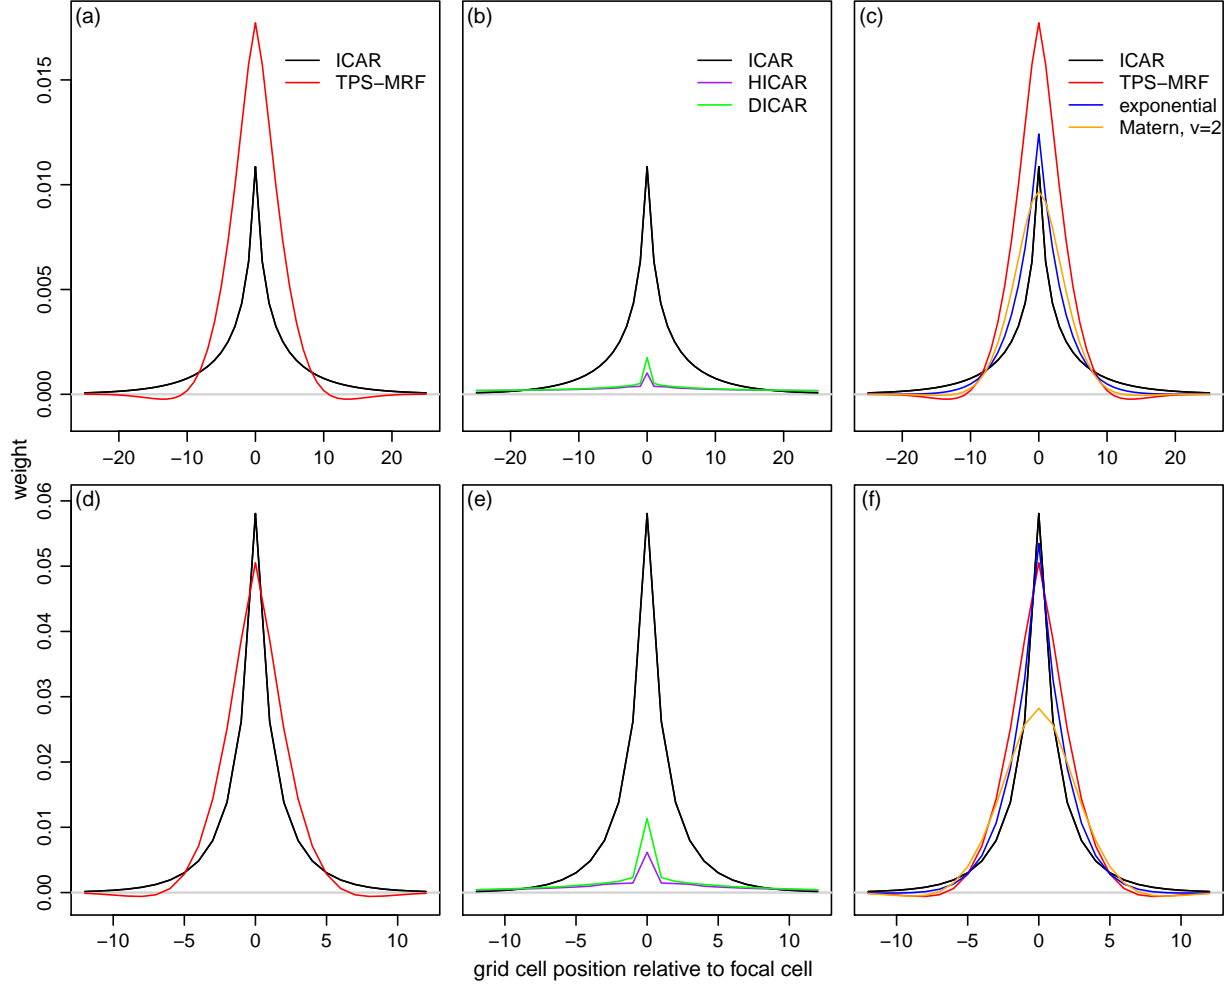 (a)
ICAR
TPS−MRF
0.000
0.005
0.010
0.015
−20
−10
0
10
20
(b)
ICAR
HICAR
DICAR
−20
−10
0
10
20
(c)
ICAR
TPS−MRF
exponential
Matern, ν=2
−20
−10
0
10
20
weight
(d)
0.00
0.01
0.02
0.03
0.04
0.05
0.06
−10
−5
0
5
10
(e)
−10
−5
0
5
10
(f)
−10
−5
0
5
10
grid cell position relative to focal cell